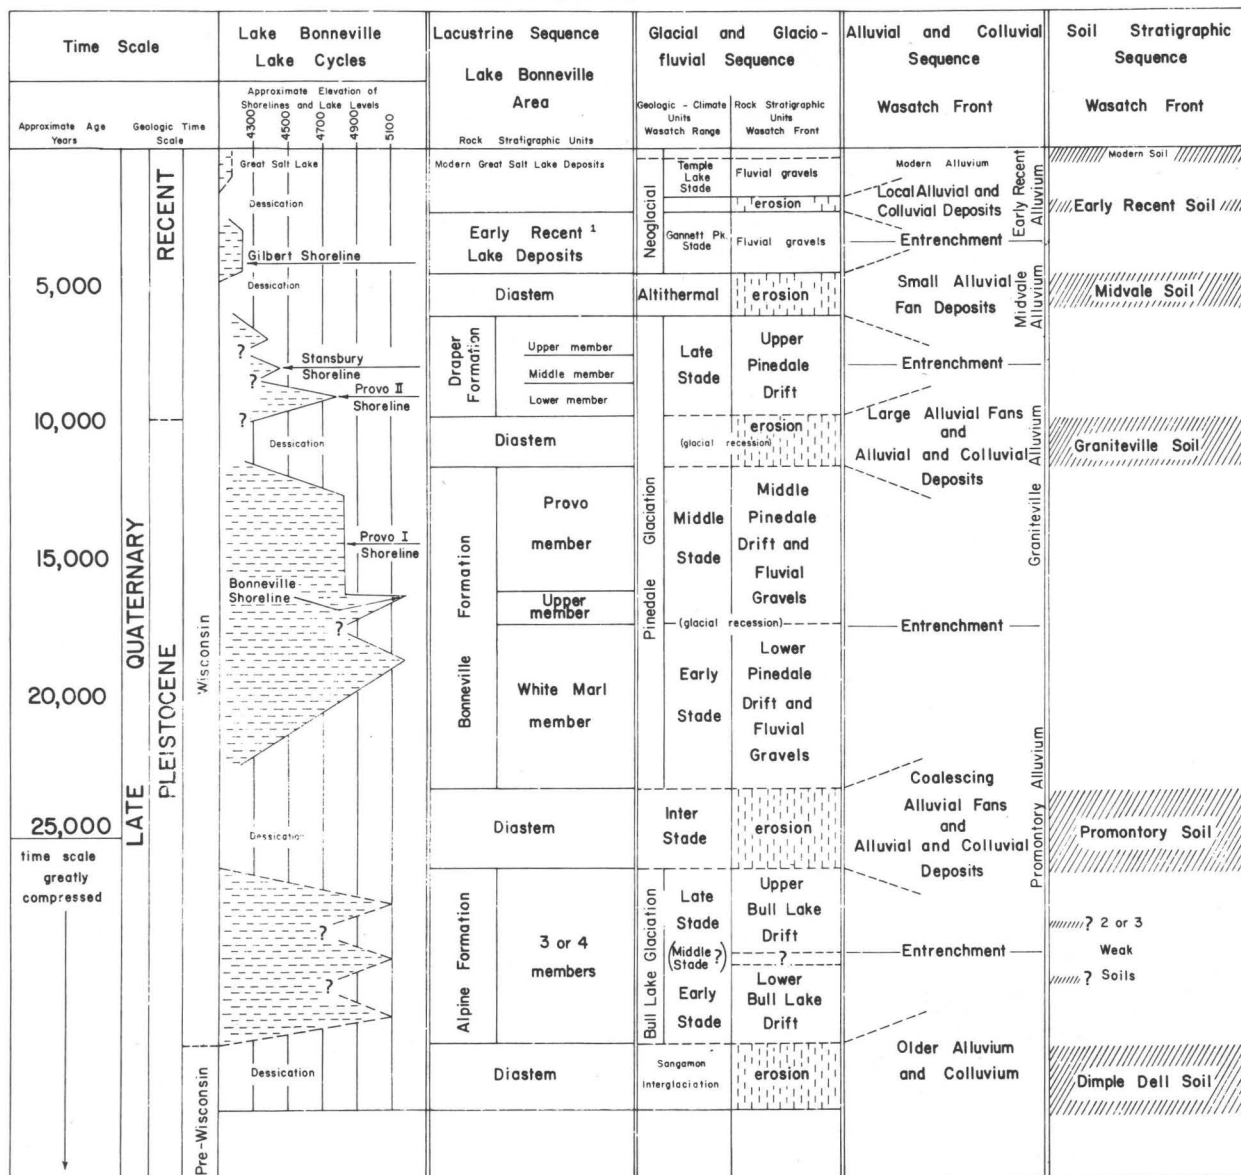 Time Scale
Approximate Age
Years
Geologic Time
Scale
5,000
10,000
15,000
20,000
25,000
time scale
greatly
compressed
LATE QUATERNARY
RECENT
PLEISTOCENE
Wisconsin
Pre-Wisconsin
Lake Bonneville
Lake Cycles
Approximate Elevation of
Shorelines and Lake Levels
4300
4500
4700
4900
5100
Great Salt Lake
Dessication
Gilbert Shoreline
Dessication
?
Stansbury
Shoreline
?
Provo II
Shoreline
?
Dessication
Provo I
Shoreline
Bonneville
Shoreline
?
Dessication
?
?
Dessication
Lacustrine Sequence
Lake Bonneville
Area
Rock Stratigraphic Units
Modern Great Salt Lake Deposits
Early Recent 1
Lake Deposits
Diastem
Draper
Formation
Upper member
Middle member
Lower member
Diastem
Bonneville Formation
Provo
member
Upper
member
White Marl
member
Diastem
Alpine Formation
3 or 4
members
Diastem
Glacial and Glacio-
fluvial Sequence
Geologic - Climate
Units
Wasatch Range
Rock Stratigraphic
Units
Wasatch Front
Neoglacial
Temple
Lake
Stade
Fluvial gravels
erosion
Gannett Pk.
Stade
Fluvial gravels
Altithermal
erosion
Pinedale Glaciation
Late
Stade
Upper
Pinedale
Drift
erosion
(glacial recession)
Middle
Stade
Middle
Pinedale
Drift and
Fluvial
Gravels
(glacial recession)
Early
Stade
Lower
Pinedale
Drift and
Fluvial
Gravels
Inter
Stade
erosion
Bull Lake Glaciation
Late
Stade
Upper
Bull Lake
Drift
(Middle ?)
Stade
?
Early
Stade
Lower
Bull Lake
Drift
Sangamon
Interglaciation
erosion
Alluvial and Colluvial
Sequence
Wasatch Front
Modern Alluvium
Local Alluvial and
Colluvial Deposits
Early Recent
Alluvium
Entrenchment
Small Alluvial
Fan Deposits
Midvale
Alluvium
Entrenchment
Large Alluvial Fans
and
Alluvial and Colluvial
Deposits
Graniteville Alluvium
Entrenchment
Coalescing
Alluvial Fans
and
Alluvial and Colluvial
Deposits
Promontory Alluvium
Entrenchment
Older Alluvium
and Colluvium
Soil Stratigraphic
Sequence
Wasatch Front
Modern Soil
Early Recent Soil
Midvale Soil
Graniteville Soil
Promontory Soil
? 2 or 3
Weak
? Soils
Dimple Dell Soil